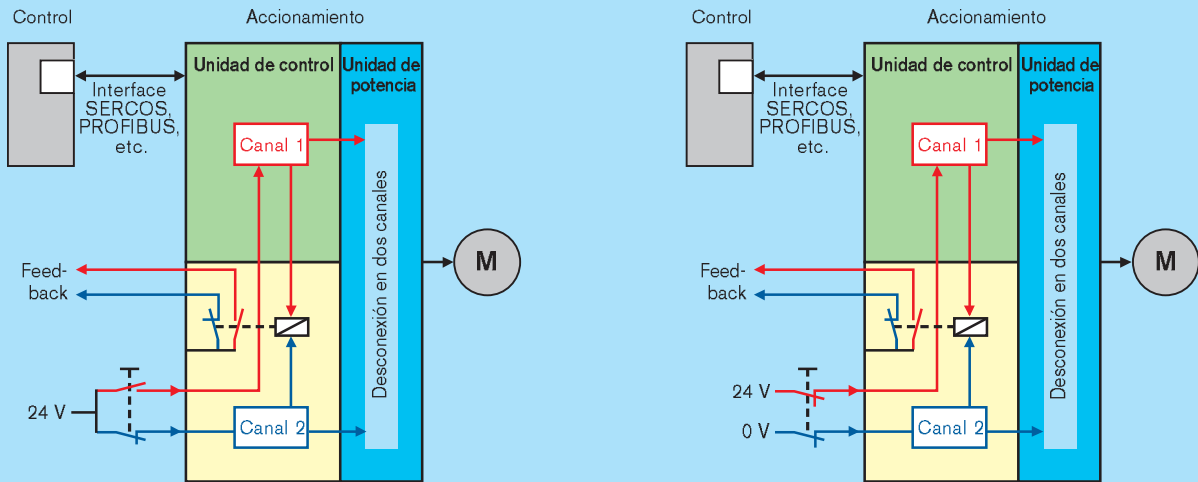 Control
Accionamiento
Unidad de control
Unidad de
potencia
Interface
SERCOS,
PROFIBUS,
etc.
Canal 1
Desconexión en dos canales
M
Feed-
back
24 V
Canal 2
Control
Accionamiento
Unidad de control
Unidad de
potencia
Interface
SERCOS,
PROFIBUS,
etc.
Canal 1
Desconexión en dos canales
M
Feed-
back
24 V
0 V
Canal 2